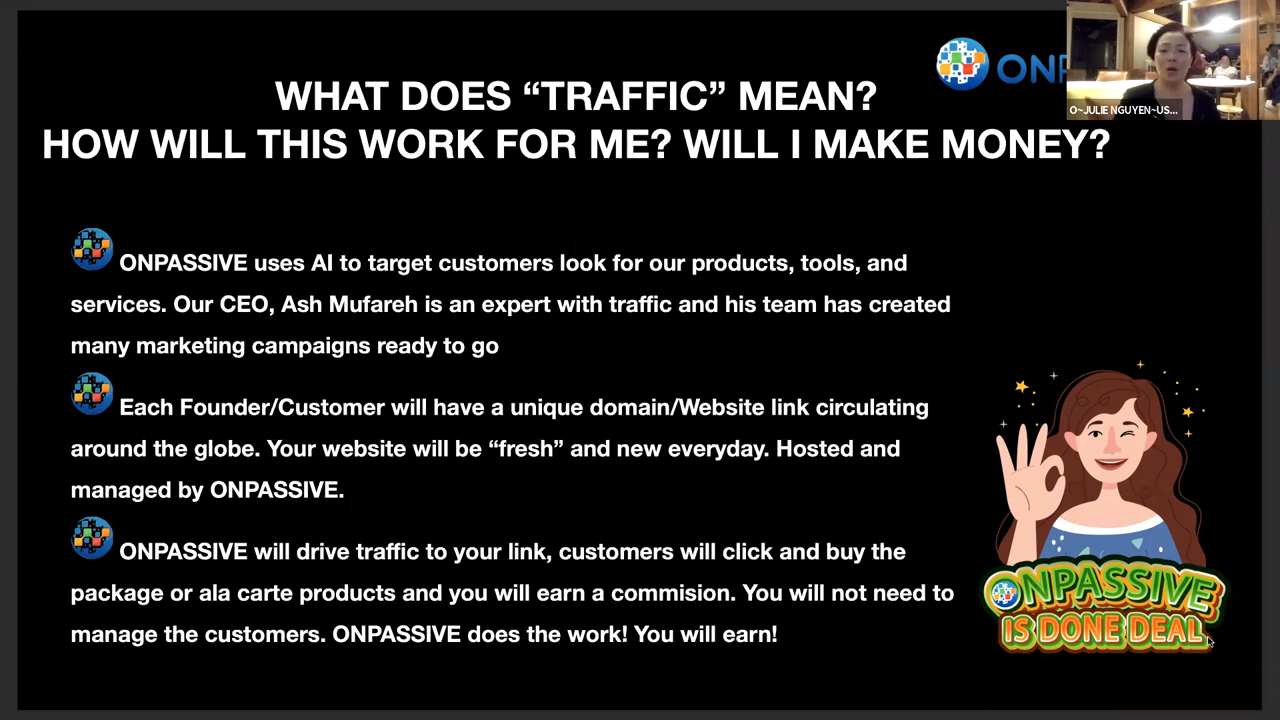 WHAT DOES “TRAFFIC” MEAN?
HOW WILL THIS WORK FOR ME? WILL I MAKE MONEY?
ONP
O~JULIE NGUYEN~US...
ONPASSIVE uses AI to target customers look for our products, tools, and
services. Our CEO, Ash Mufareh is an expert with traffic and his team has created
many marketing campaigns ready to go
Each Founder/Customer will have a unique domain/Website link circulating
around the globe. Your website will be “fresh” and new everyday. Hosted and
managed by ONPASSIVE.
ONPASSIVE will drive traffic to your link, customers will click and buy the
package or ala carte products and you will earn a commision. You will not need to
manage the customers. ONPASSIVE does the work! You will earn!
ONPASSIVE
IS DONE DEAL